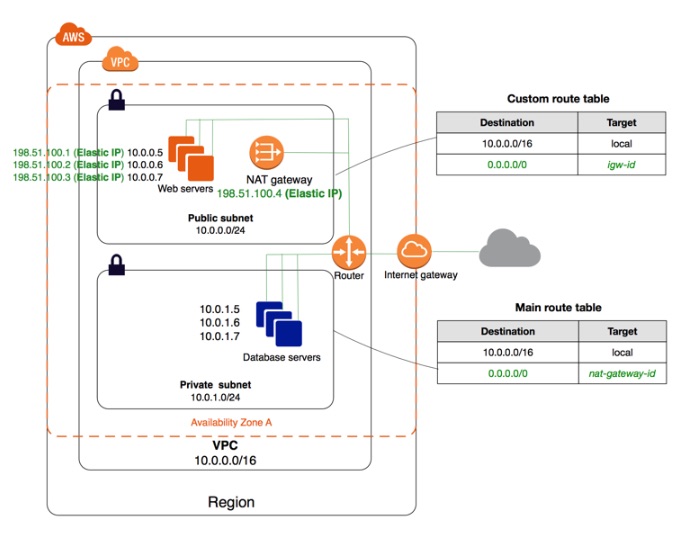 AWS
VPC
198.51.100.1 (Elastic IP) 10.0.0.5
198.51.100.2 (Elastic IP) 10.0.0.6
198.51.100.3 (Elastic IP) 10.0.0.7
Web servers
NAT gateway
198.51.100.4 (Elastic IP)
Public subnet
10.0.0.0/24
Router
Internet gateway
10.0.1.5
10.0.1.6
10.0.1.7
Database servers
Private subnet
10.0.1.0/24
Availability Zone A
VPC
10.0.0.0/16
Region
Custom route table
Destination Target
10.0.0.0/16 local
0.0.0.0/0 igw-id
Main route table
Destination Target
10.0.0.0/16 local
0.0.0.0/0 nat-gateway-id